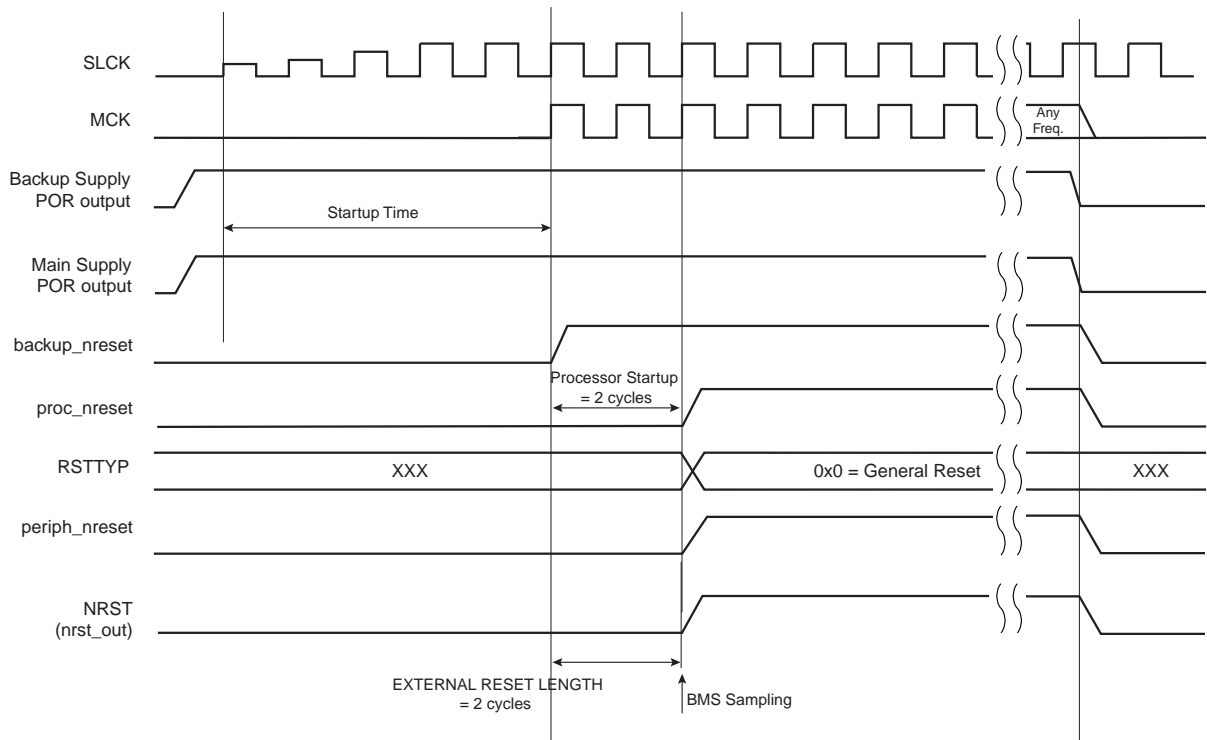 SLCK
MCK
Any
Freq.
Backup Supply
POR output
Startup Time
Main Supply
POR output
backup_nreset
Processor Startup
= 2 cycles
proc_nreset
RSTTYP
XXX
0x0 = General Reset
XXX
periph_nreset
NRST
(nrst_out)
EXTERNAL RESET LENGTH
= 2 cycles
BMS Sampling